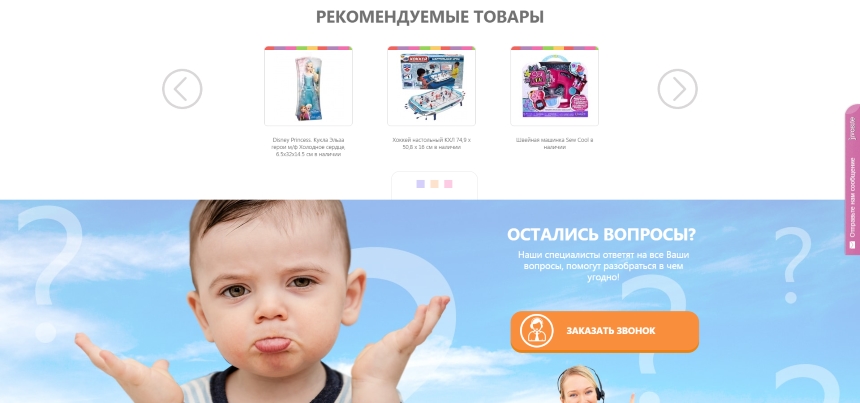 РЕКОМЕНДУЕМЫЕ ТОВАРЫ
Disney Princess. Кукла Эльза
герои м/ф Холодное сердце,
6.5x32x14.5 см в наличии
Хоккей настольный КХЛ 74,9 x
50,8 x 16 см в наличии
Швейная машинка Sew Cool в
наличии
jivosite
Отправьте нам сообщение
ОСТАЛИСЬ ВОПРОСЫ?
Наши специалисты ответят на все Ваши
вопросы, помогут разобраться в чем
угодно!
ЗАКАЗАТЬ ЗВОНОК